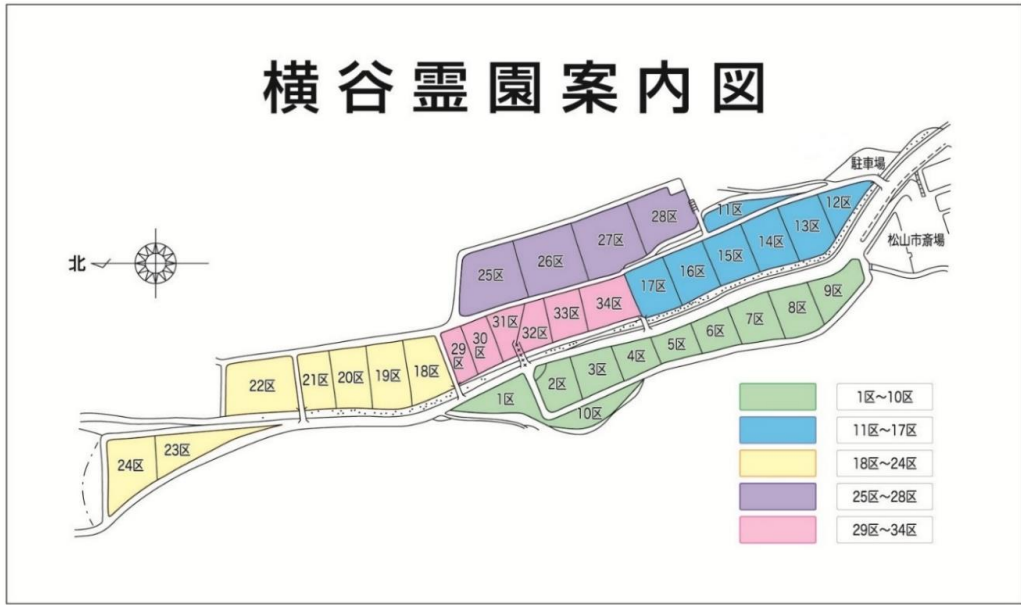 横谷霊園案内図
駐車場
松山市斎場
北
28区
27区
26区
25区
11区
12区
13区
14区
15区
16区
17区
34区
33区
32区
31区
30区
29区
9区
8区
7区
6区
5区
4区
3区
2区
1区
10区
18区
19区
20区
21区
22区
23区
24区
1区~10区
11区~17区
18区~24区
25区~28区
29区~34区